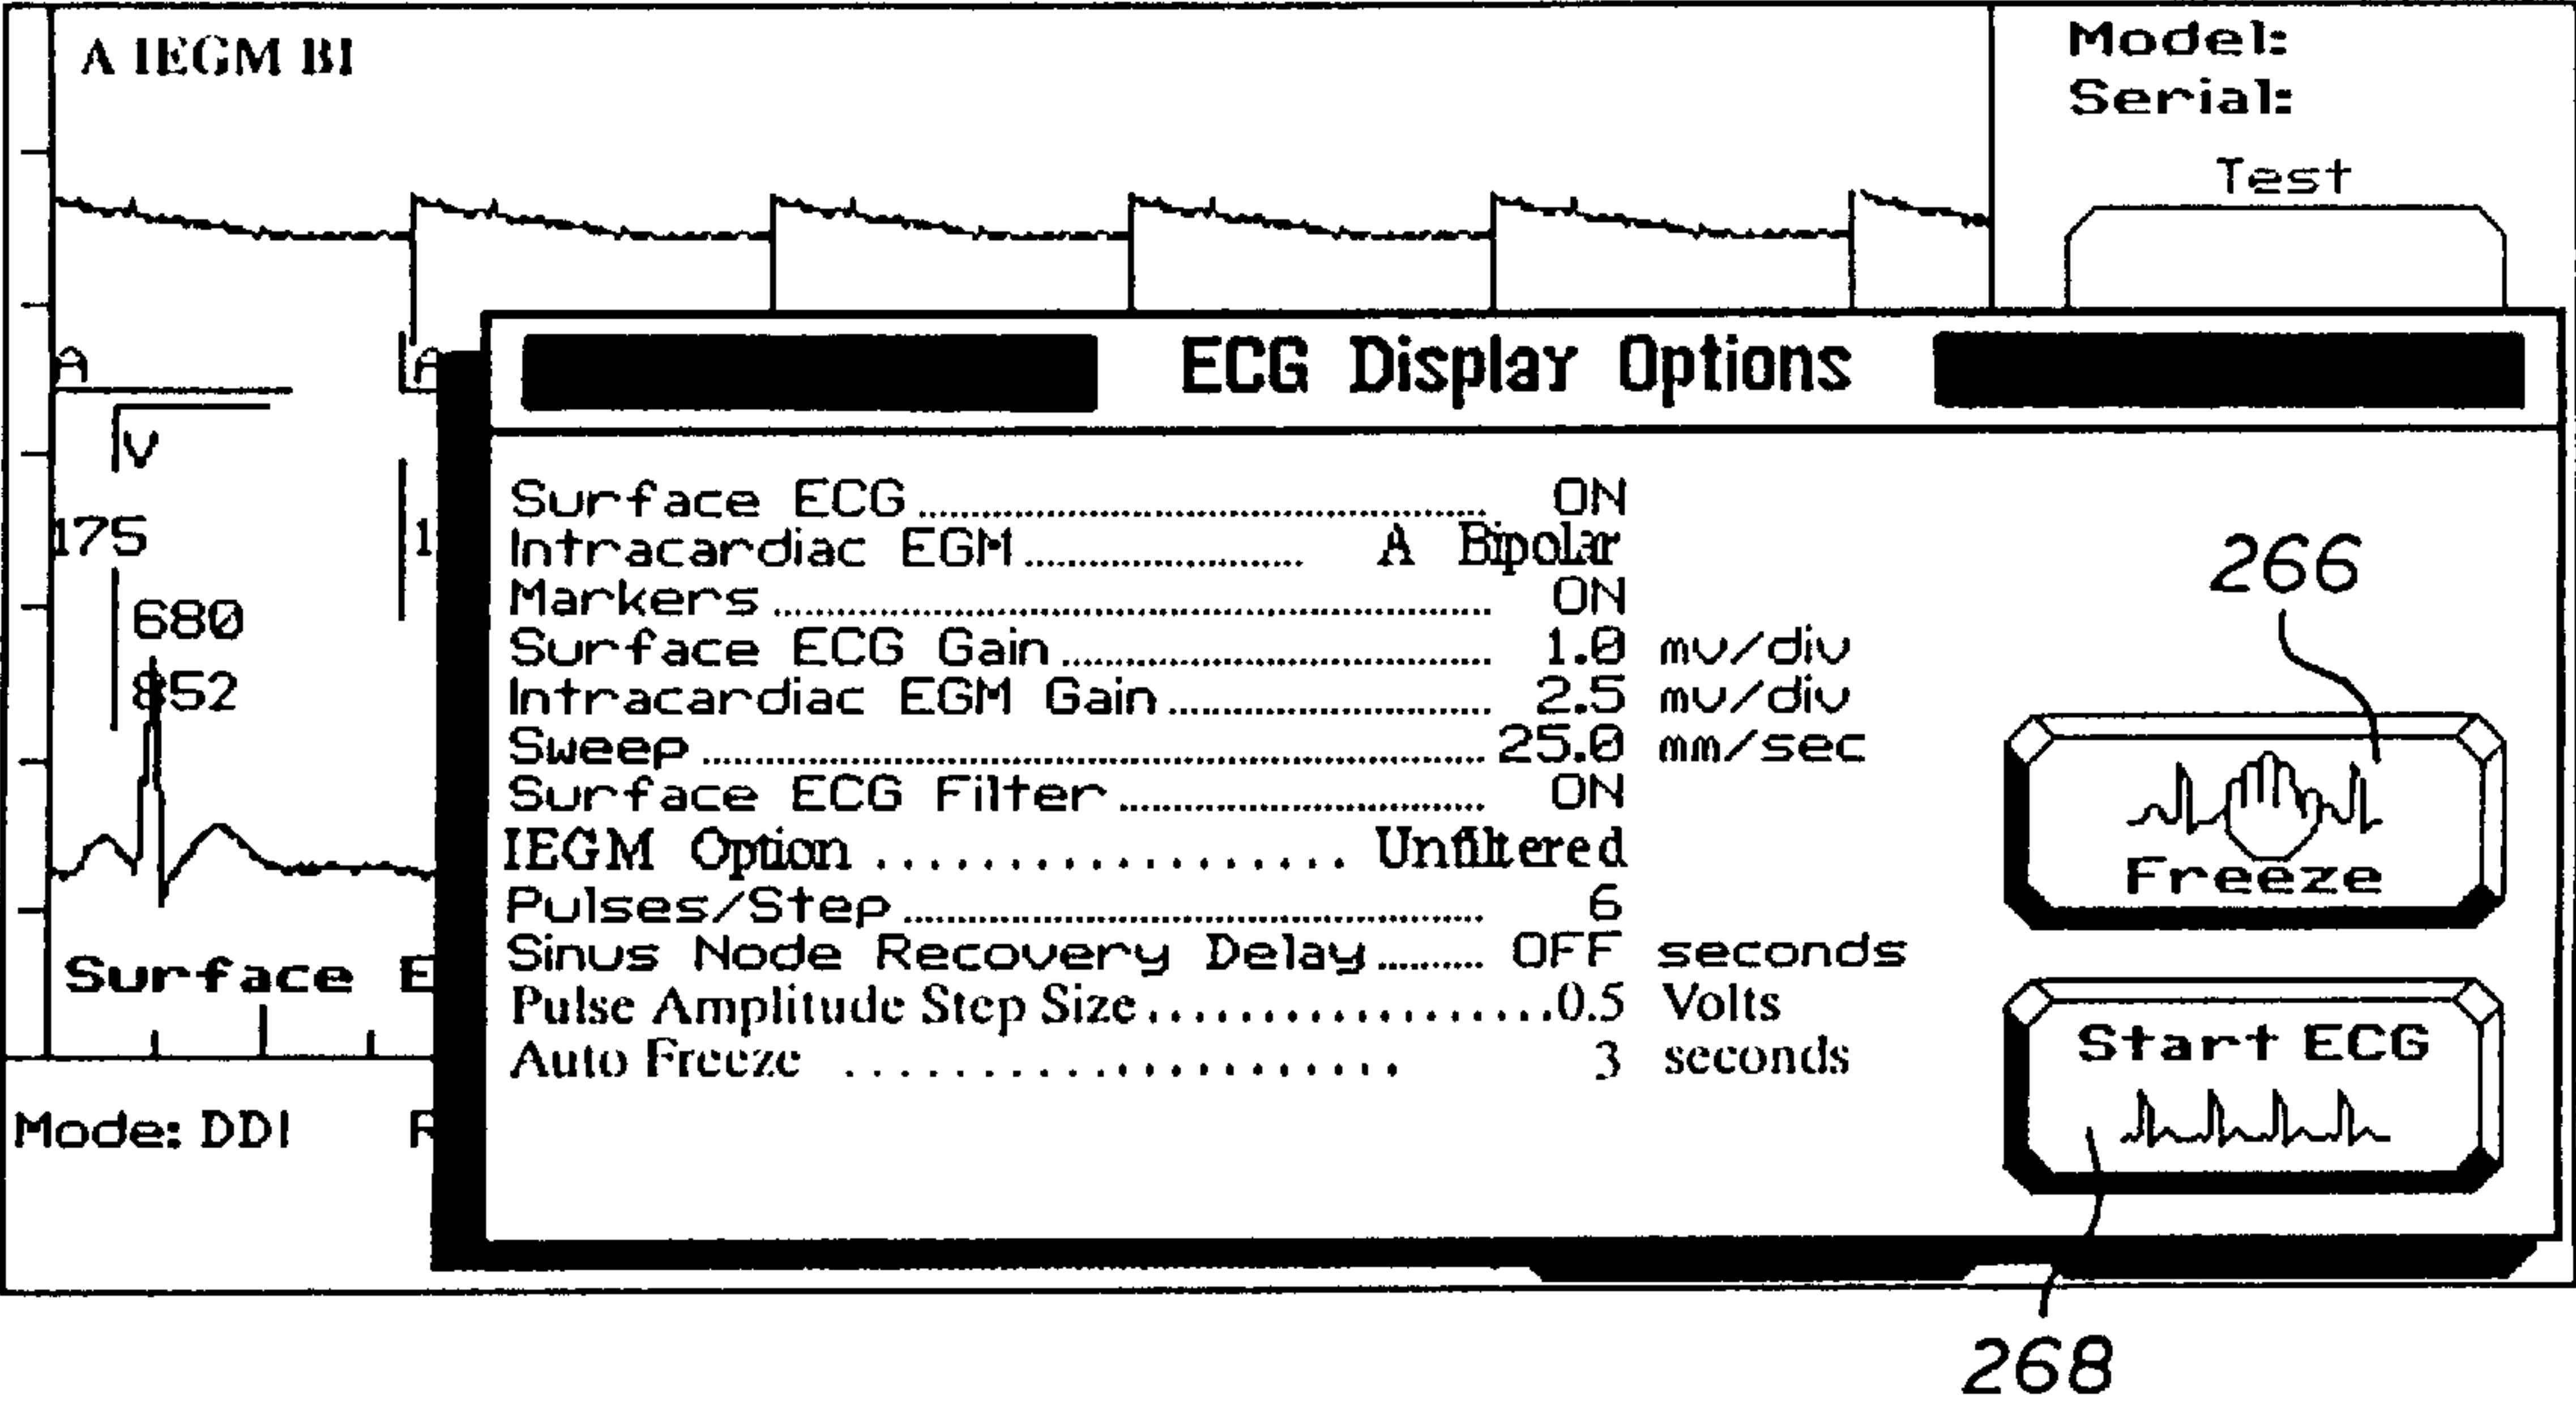 A IEGM BI
Model:
Serial:
Test
A
A
V
175
1
680
852
Surface E
Mode: DDI R
ECG Display Options
Surface ECG ON
Intracardiac EGM A Bipolar
Markers ON
Surface ECG Gain 1.0 mv/div
Intracardiac EGM Gain 2.5 mv/div
Sweep 25.0 mm/sec
Surface ECG Filter ON
IEGM Option Unfiltered
Pulses/Step 6
Sinus Node Recovery Delay OFF seconds
Pulse Amplitude Step Size 0.5 Volts
Auto Freeze 3 seconds
266
Freeze
Start ECG
268